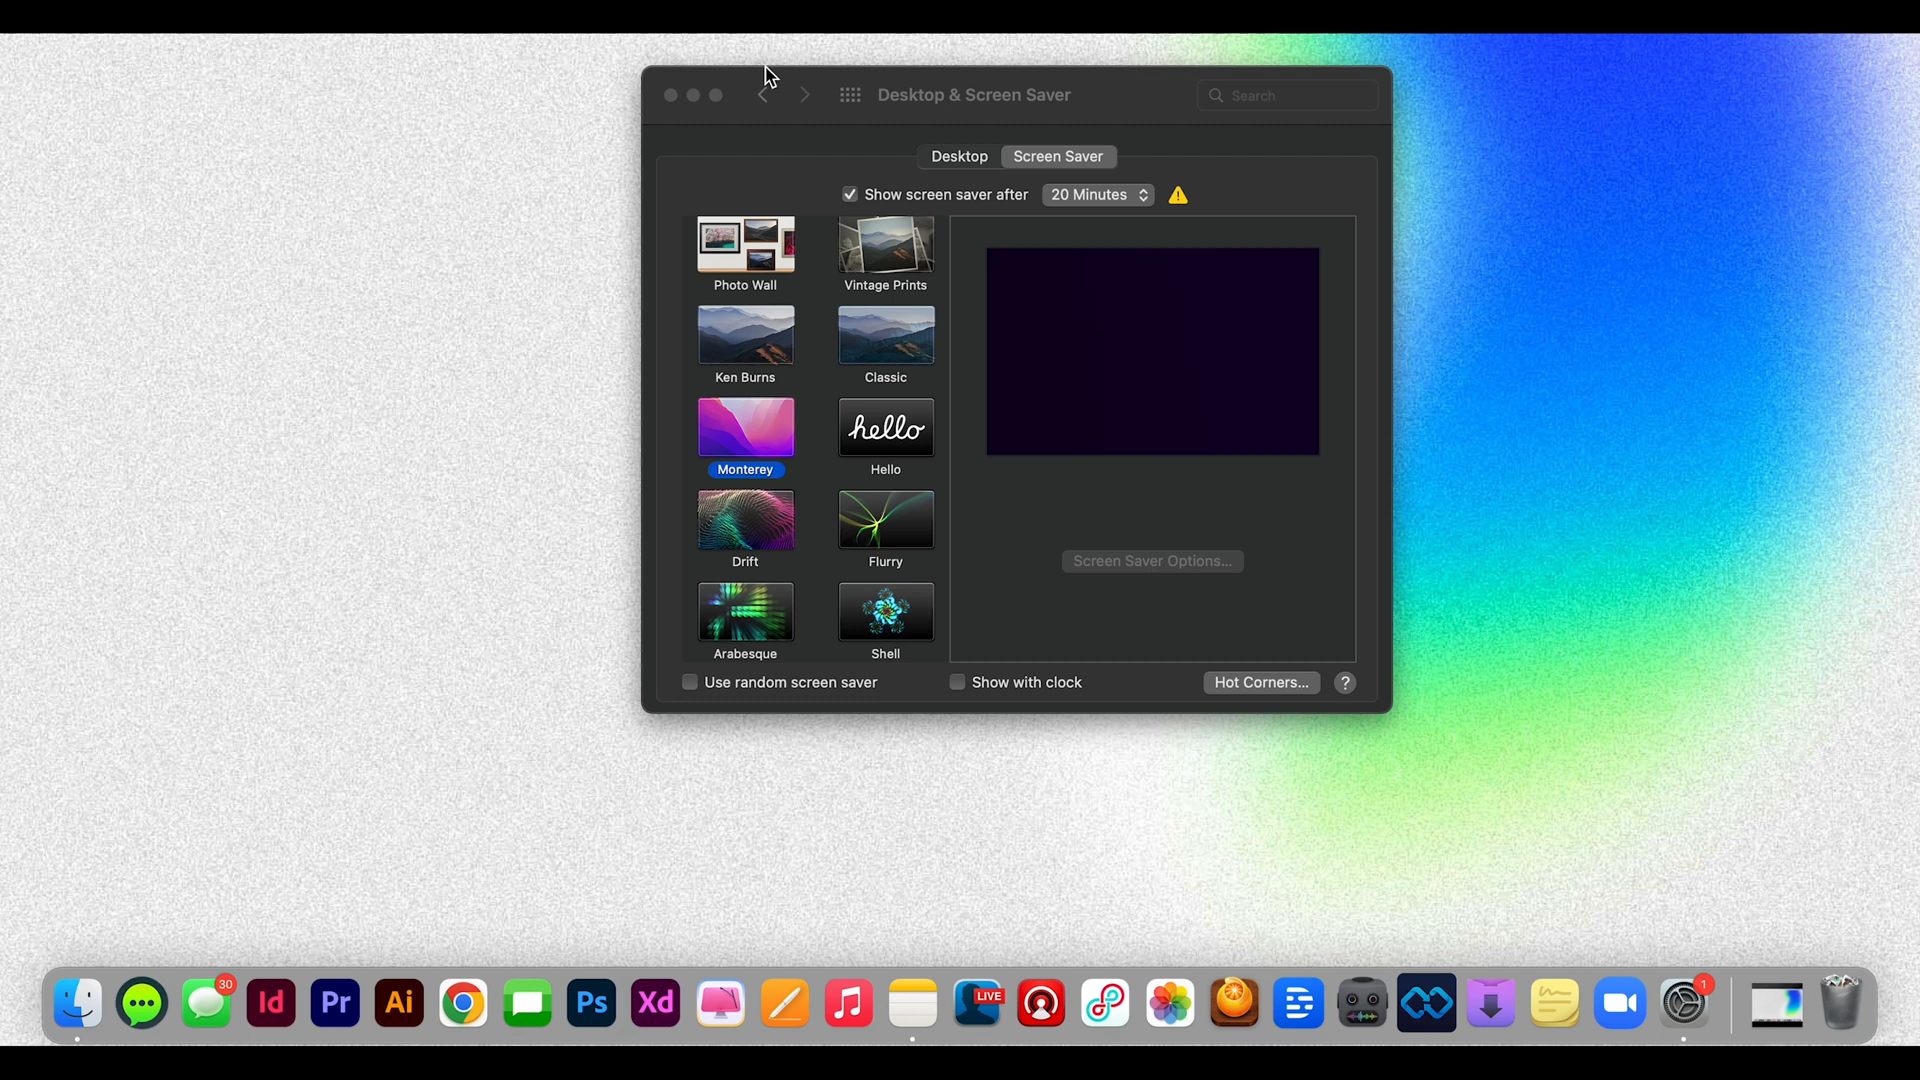 Desktop & Screen Saver
Search
Desktop
Screen Saver
Show screen saver after
20 Minutes
Photo Wall
Vintage Prints
Ken Burns
Classic
hello
Monterey
Hello
Drift
Flurry
Screen Saver Options...
Arabesque
Shell
Use random screen saver
Show with clock
Hot Corners...
?
30
Id
Pr
Ai
Ps
Xd
LIVE
1